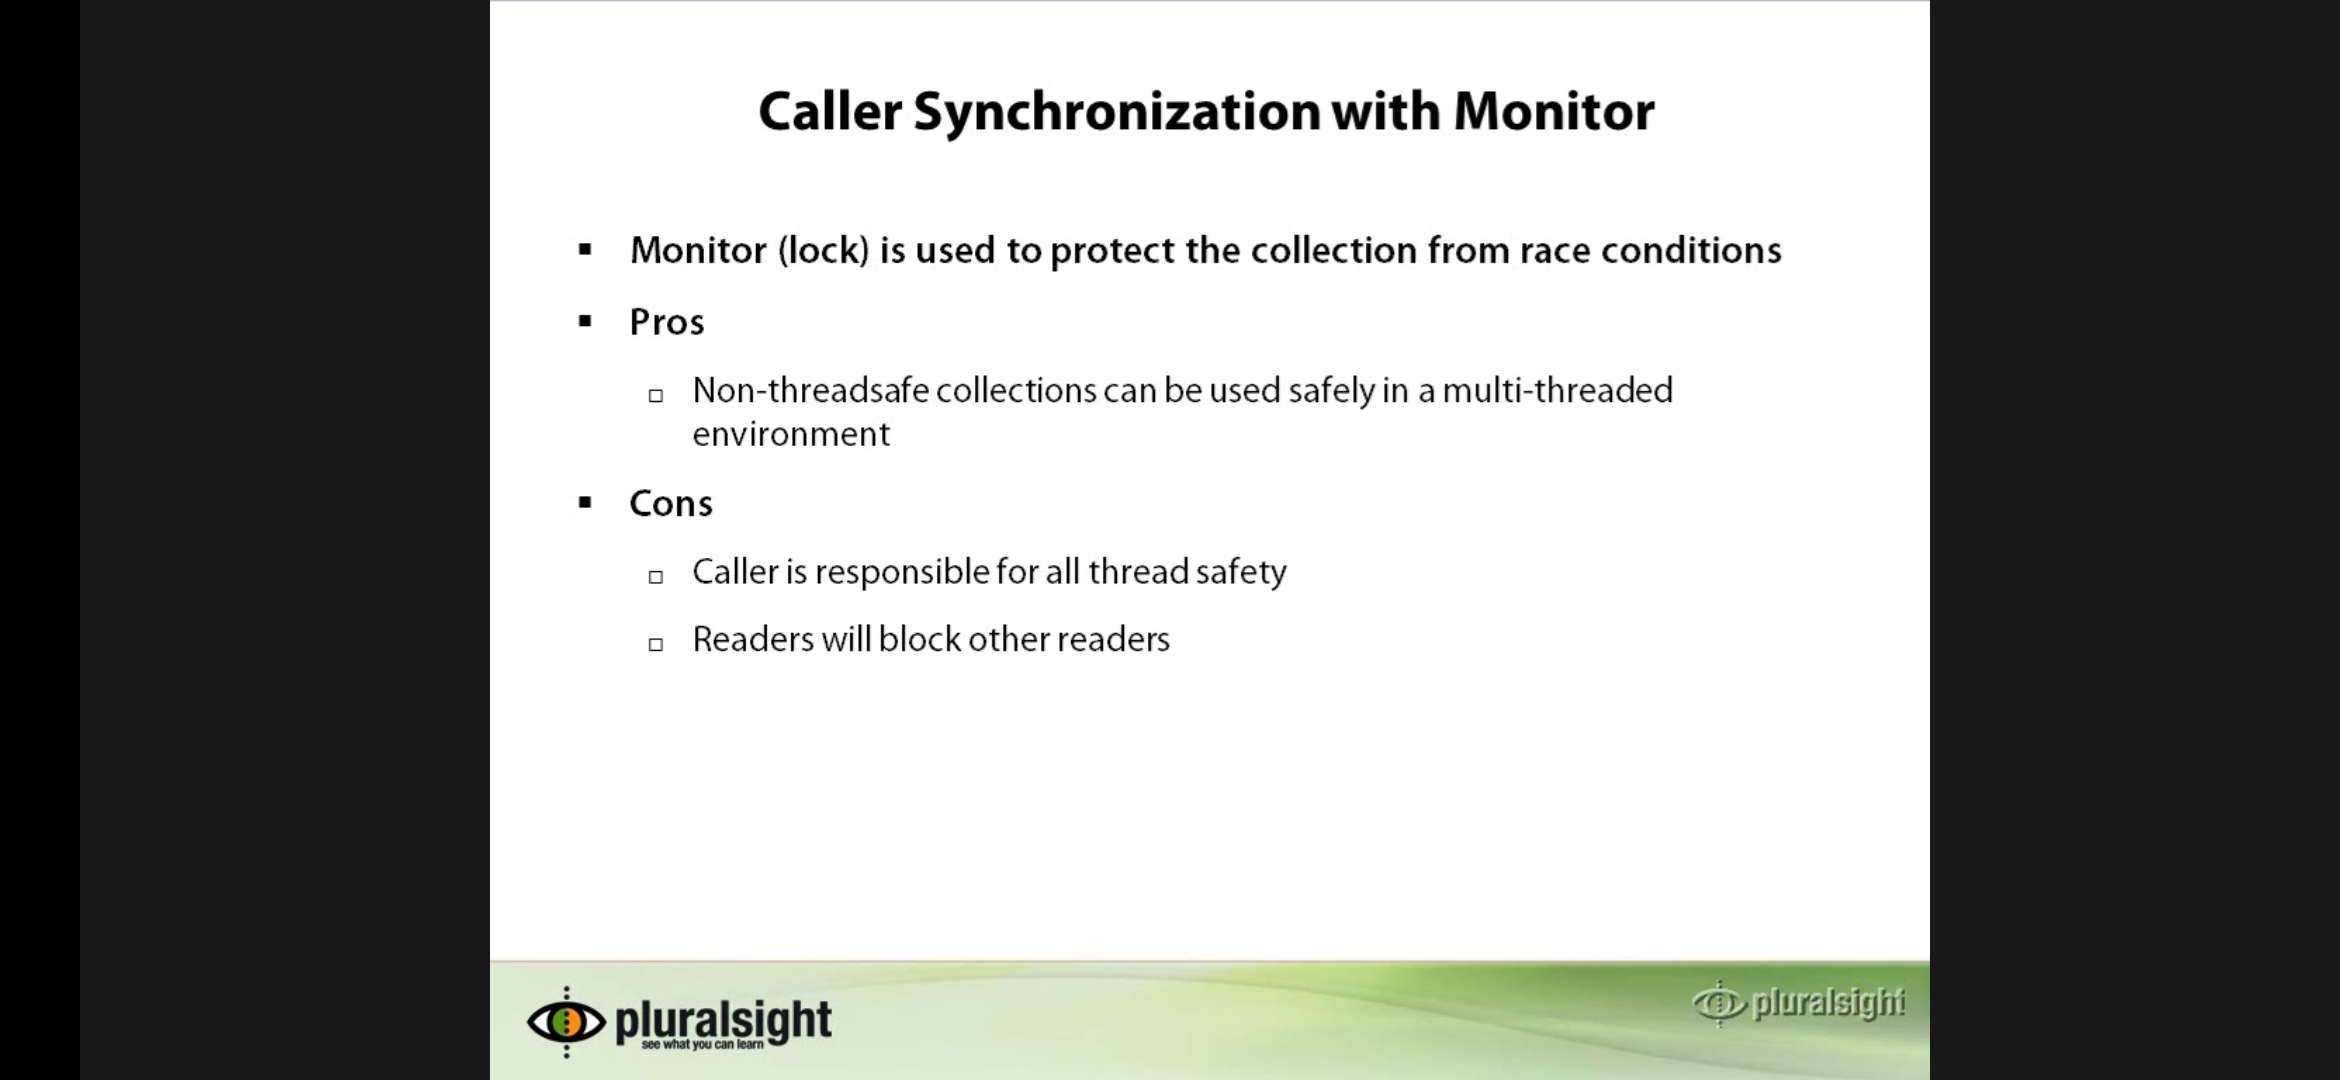 Caller Synchronization with Monitor
▪ Monitor (lock) is used to protect the collection from race conditions
▪ Pros
▫ Non-threadsafe collections can be used safely in a multi-threaded
environment
▪ Cons
▫ Caller is responsible for all thread safety
▫ Readers will block other readers
pluralsight
see what you can learn
pluralsight